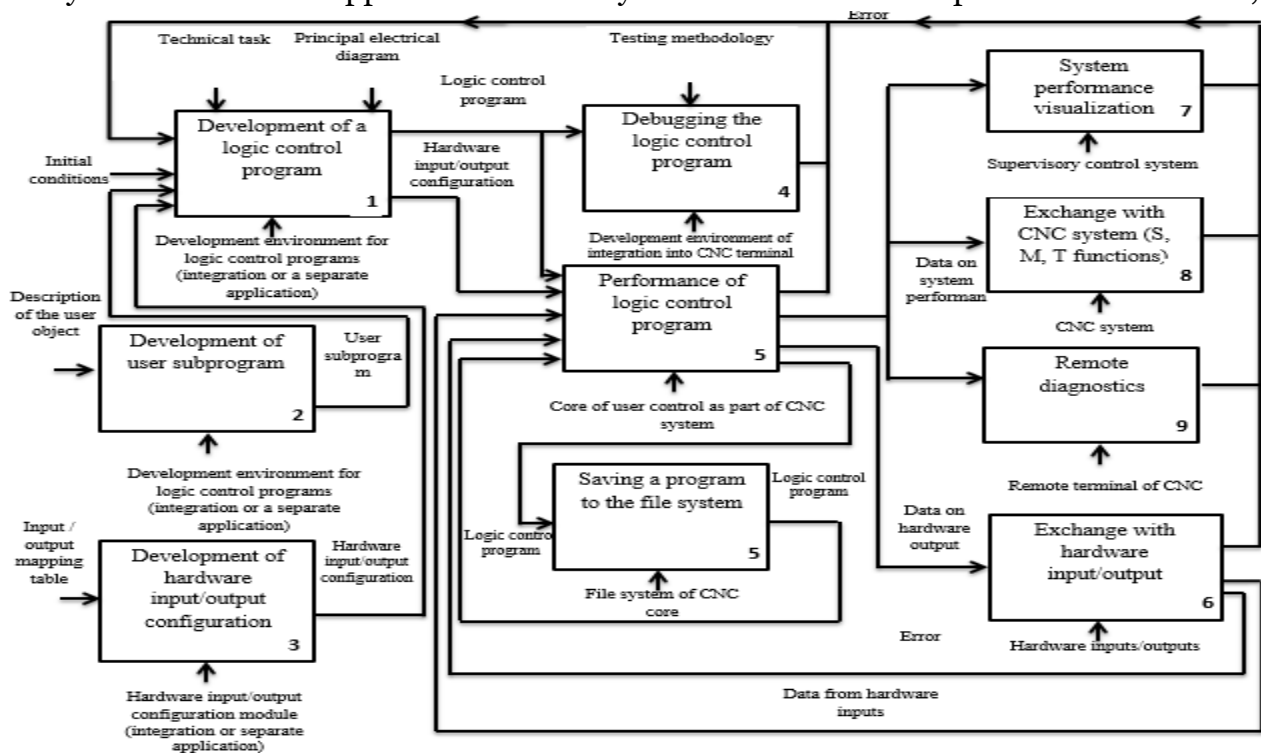 Error
Technical task
Principal electrical
diagram
Testing methodology
Logic control
program
System
performance
visualization
7
Development of a
logic control
program
1
Debugging the
logic control
program
4
Hardware
input/output
configuration
Initial
conditions
Supervisory control system
Development environment for
logic control programs
(integration or a separate
application)
Development environment of
integration into CNC terminal
Exchange with
CNC system (S,
M, T functions)
8
Data on
system
performan
CNC system
Description
of the user
object
Performance of
logic control
program
5
Development of
user subprogram
2
User
subprogra
m
Remote
diagnostics
9
Core of user control as part of CNC
system
Development environment for
logic control programs
(integration or a separate
application)
Saving a program
to the file system
5
Logic control
program
Logic control
program
Remote terminal of CNC
Data on
hardware
output
Exchange with
hardware
input/output
6
Input /
output
mapping
table
Development of
hardware
input/output
configuration
3
Hardware
input/output
configuration
File system of CNC
core
Error
Hardware inputs/outputs
Data from hardware
inputs
Hardware input/output
configuration module
(integration or separate
application)